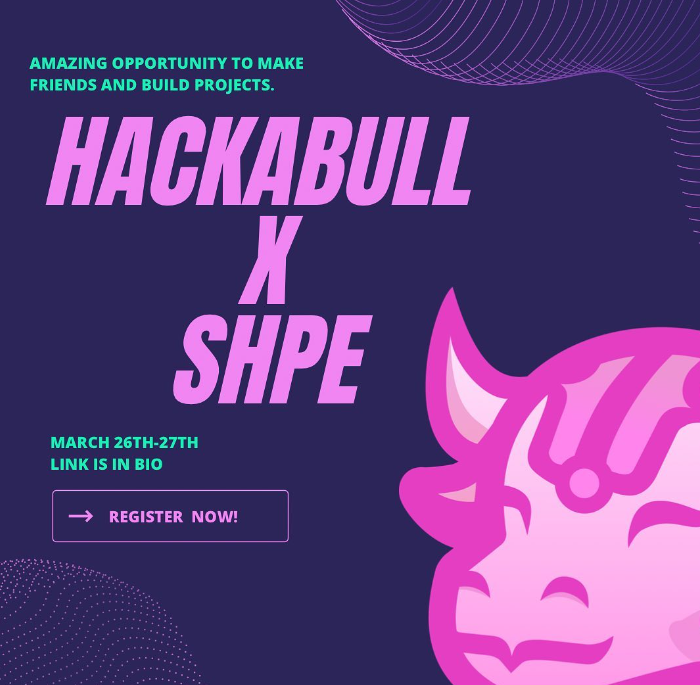 AMAZING OPPORTUNITY TO MAKE
FRIENDS AND BUILD PROJECTS.
HACKABULL
X
SHPE
MARCH 26TH-27TH
LINK IS IN BIO
→ REGISTER NOW!